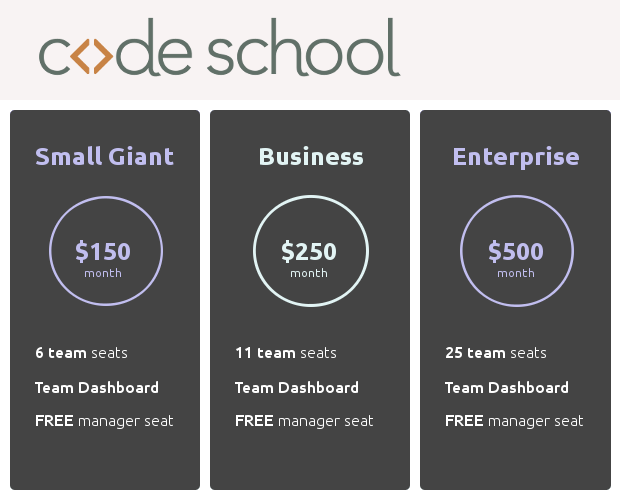 code school
Small Giant
$150
month
6 team seats
Team Dashboard
FREE manager seat
Business
$250
month
11 team seats
Team Dashboard
FREE manager seat
Enterprise
$500
month
25 team seats
Team Dashboard
FREE manager seat